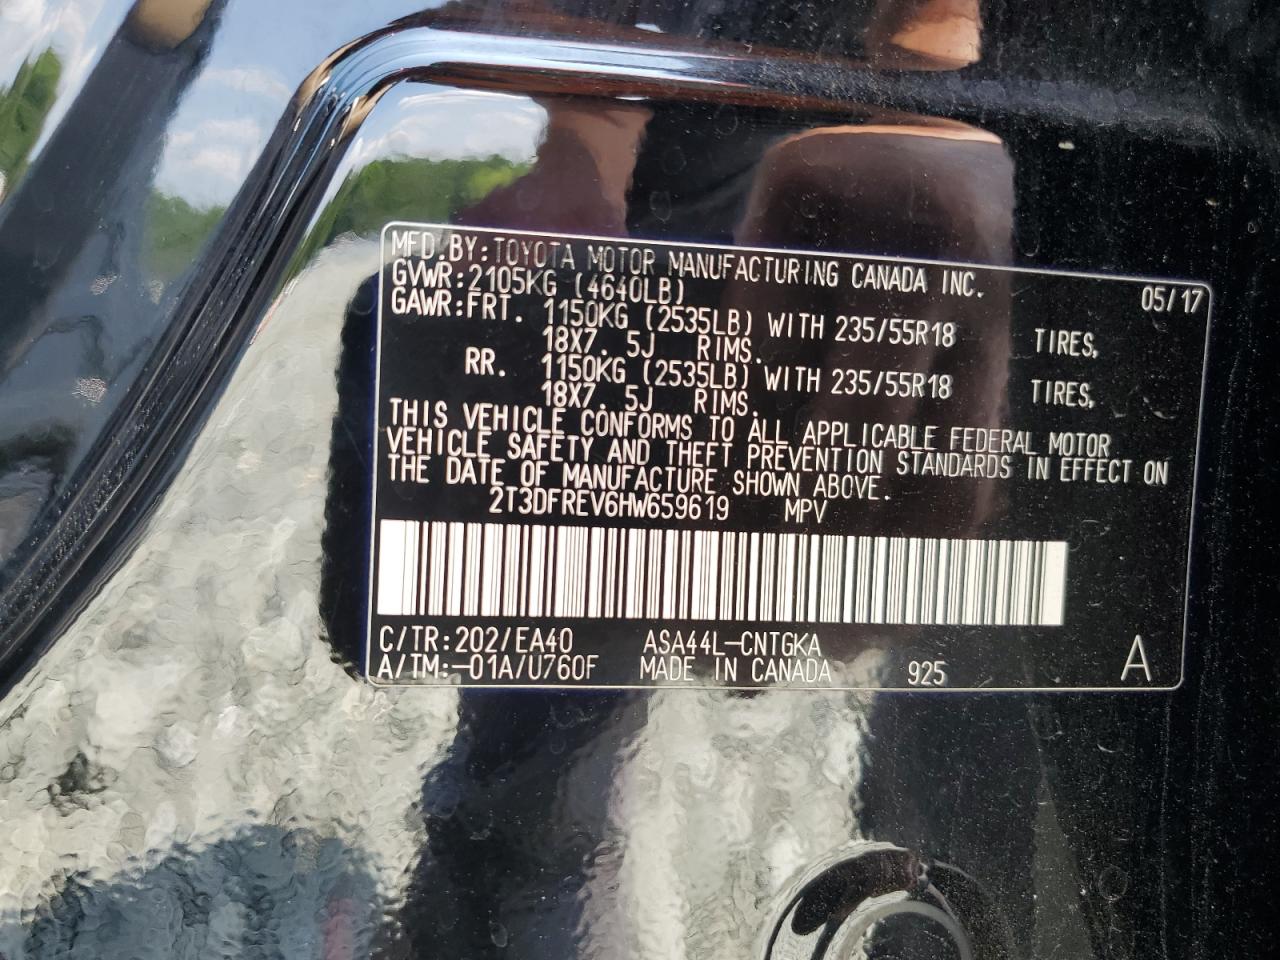 MFD.BY:TOYOTA MOTOR MANUFACTURING CANADA INC. 05/17
GVWR:2105KG (4640LB)
GAWR:FRT. 1150KG (2535LB) WITH 235/55R18 TIRES,
18X7.5J RIMS.
RR. 1150KG (2535LB) WITH 235/55R18 TIRES,
18X7.5J RIMS.
THIS VEHICLE CONFORMS TO ALL APPLICABLE FEDERAL MOTOR
VEHICLE SAFETY AND THEFT PREVENTION STANDARDS IN EFFECT ON
THE DATE OF MANUFACTURE SHOWN ABOVE.
2T3DFREV6HW659619 MPV
C/TR:202/EA40 ASA44L-CNTGKA
A/TM:-01A/U760F MADE IN CANADA 925 A